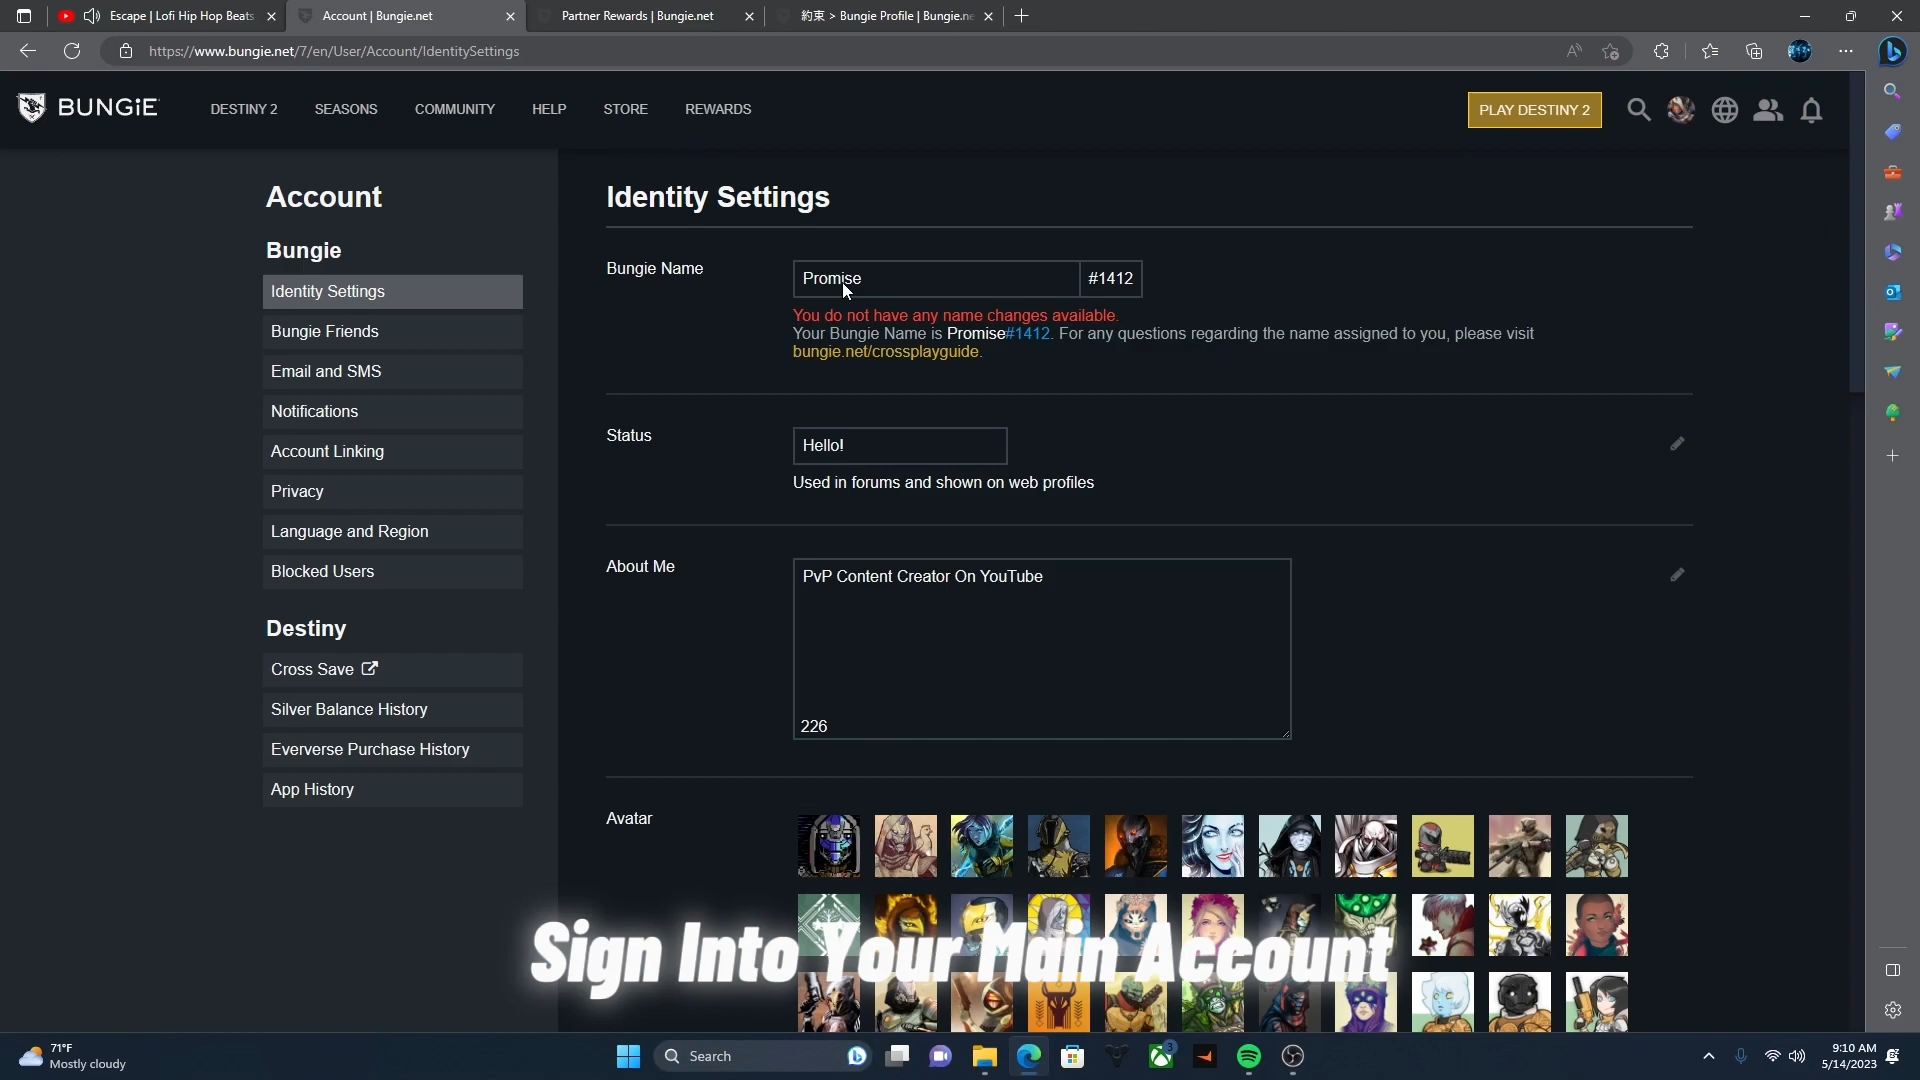 Escape | Lofi Hip Hop Beats
Account | Bungie.net
Partner Rewards | Bungie.net
約束 > Bungie Profile | Bungie.ne
https://www.bungie.net/7/en/User/Account/IdentitySettings
BUNGiE
DESTINY 2
SEASONS
COMMUNITY
HELP
STORE
REWARDS
PLAY DESTINY 2
Account
Bungie
Identity Settings
Bungie Friends
Email and SMS
Notifications
Account Linking
Privacy
Language and Region
Blocked Users
Destiny
Cross Save
Silver Balance History
Eververse Purchase History
App History
Identity Settings
Bungie Name
Promise
#1412
You do not have any name changes available.
Your Bungie Name is Promise#1412. For any questions regarding the name assigned to you, please visit
bungie.net/crossplayguide.
Status
Hello!
Used in forums and shown on web profiles
About Me
PvP Content Creator On YouTube
226
Avatar
Sign Into Your Main Account
71°F
Mostly cloudy
Search
3
9:10 AM
5/14/2023